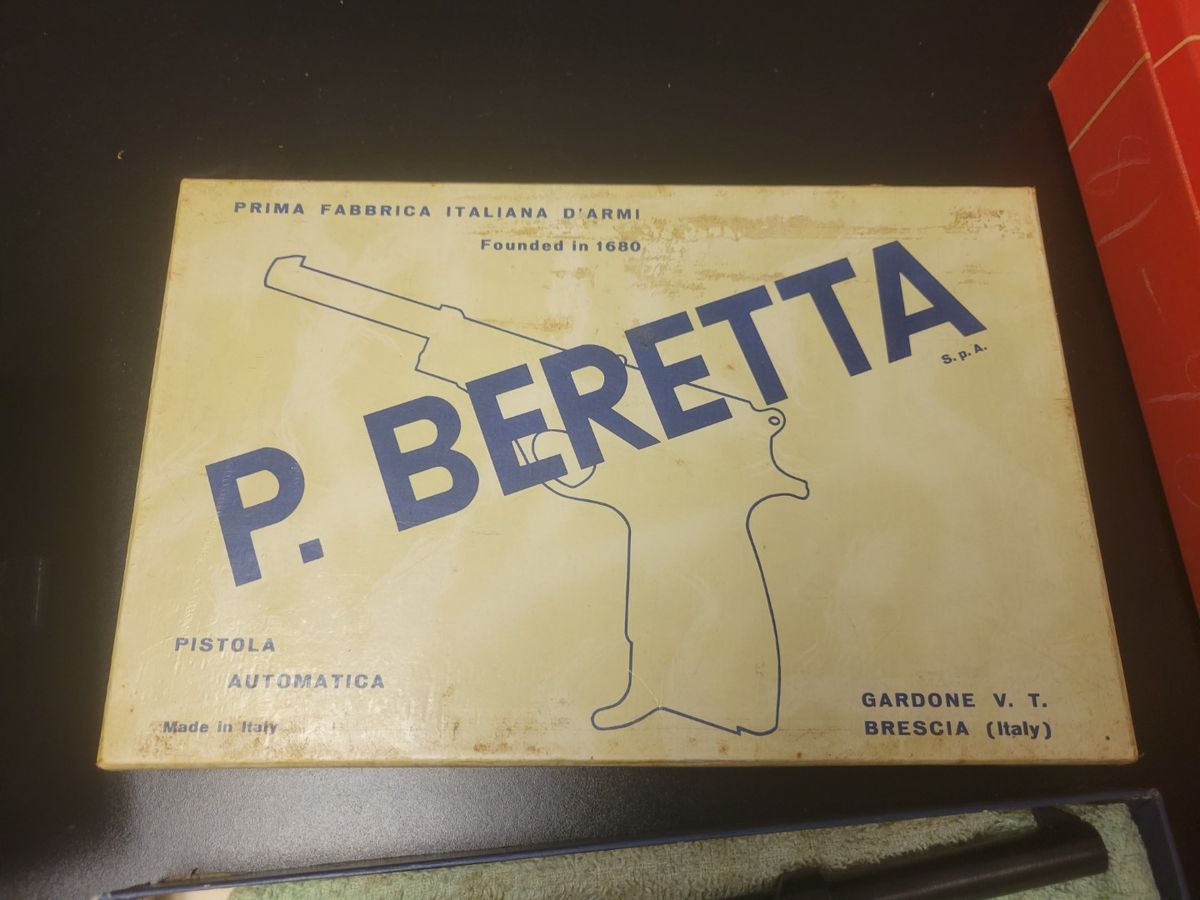 PRIMA FABBRICA ITALIANA D'ARMI
Founded in 1680
P. BERETTA
S. p. A.
PISTOLA
AUTOMATICA
Made in Italy
GARDONE V. T.
BRESCIA (Italy)